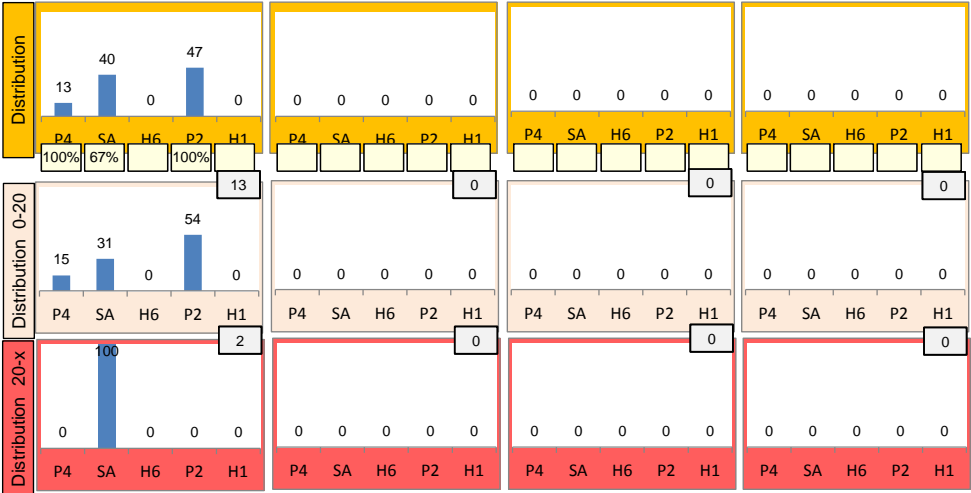 Distribution
47
40
13
0 0
0 0 0 0 0
0 0 0 0 0
0 0 0 0 0
P4 SA H6 P2 H1
P4 SA H6 P2 H1
P4 SA H6 P2 H1
P4 SA H6 P2 H1
100% 67% 100%
13
0
0
0
Distribution 0-20
54
31
15
0 0
0 0 0 0 0
0 0 0 0 0
0 0 0 0 0
P4 SA H6 P2 H1
P4 SA H6 P2 H1
P4 SA H6 P2 H1
P4 SA H6 P2 H1
2
0
0
0
Distribution 20-x
100
0 0 0 0
0 0 0 0 0
0 0 0 0 0
0 0 0 0 0
P4 SA H6 P2 H1
P4 SA H6 P2 H1
P4 SA H6 P2 H1
P4 SA H6 P2 H1